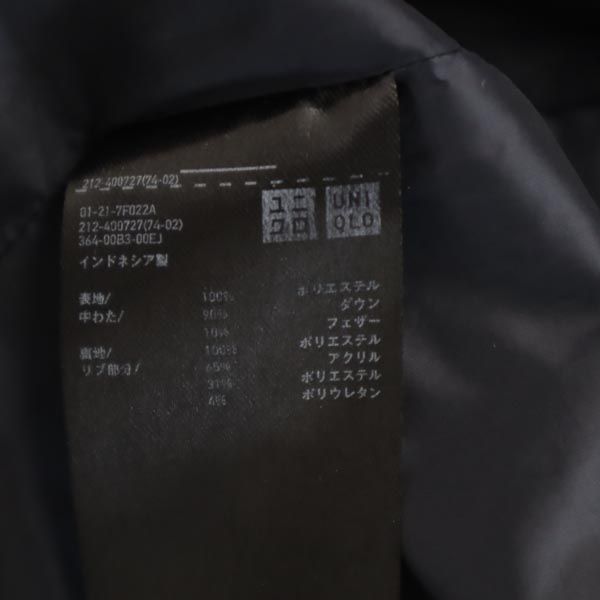 212-400727(74-02)
ユニ UNI
クロ QLO
01-21-7F022A
212-400727(74-02)
364-00B3-00EJ
インドネシア製
表地/ 100% ポリエステル
中わた/ 90% ダウン
10% フェザー
裏地/ 100% ポリエステル
リブ部分/ 65% アクリル
31% ポリエステル
4% ポリウレタン